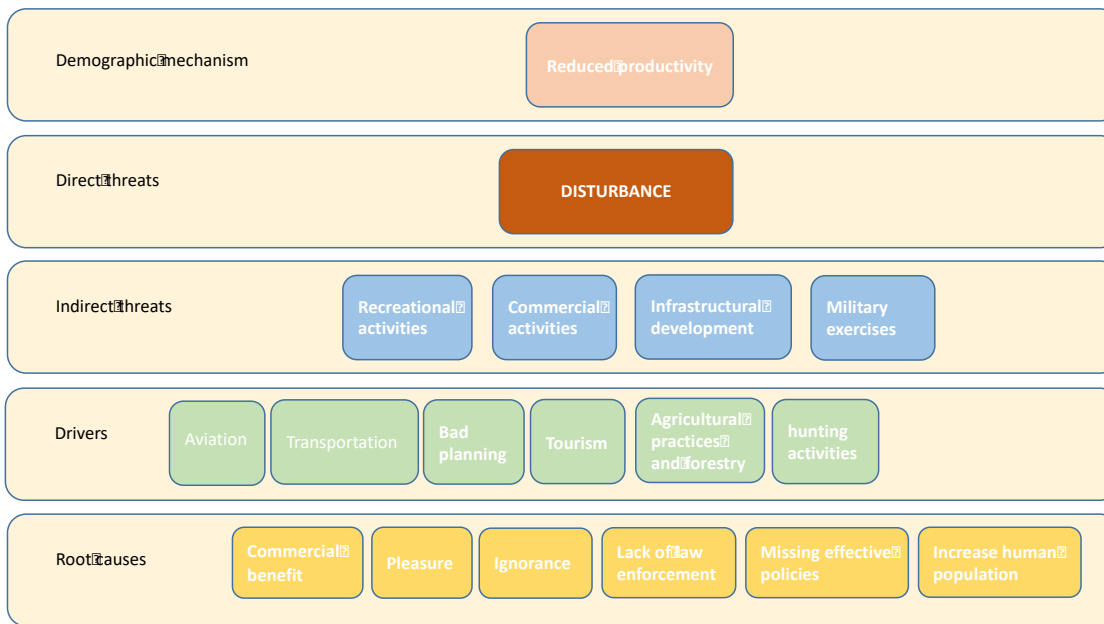 Demographic mechanism
Reduced productivity
Direct threats
DISTURBANCE
Indirect threats
Recreational
activities
Commercial
activities
Infrastructural
development
Military
exercises
Drivers
Aviation
Transportation
Bad
planning
Tourism
Agricultural
practices
and forestry
hunting
activities
Root causes
Commercial
benefit
Pleasure
Ignorance
Lack of law
enforcement
Missing effective
policies
Increase human
population